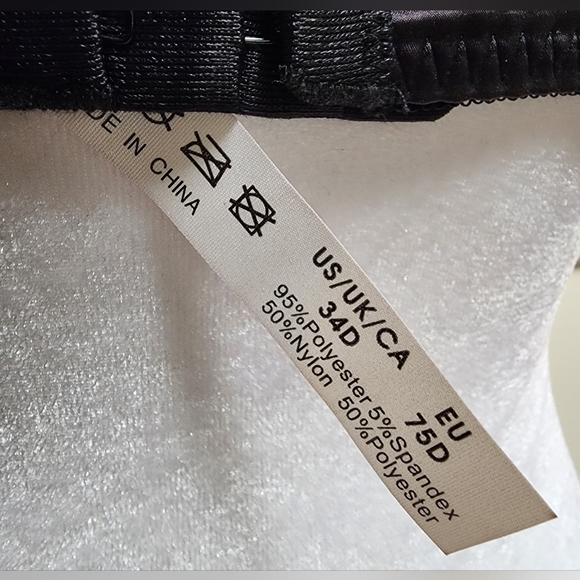 DE IN CHINA
US/UK/CA EU
34D 75D
95%Polyester 5%Spandex
50%Nylon 50%Polyester